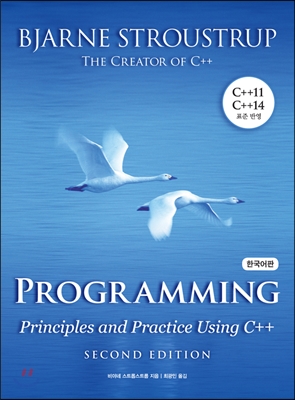 BJARNE STROUSTRUP
THE CREATOR OF C++
C++11
C++14
표준 반영
한국어판
PROGRAMMING
Principles and Practice Using C++
SECOND EDITION
비야네 스트롭스트룹 지음 | 최광민 옮김